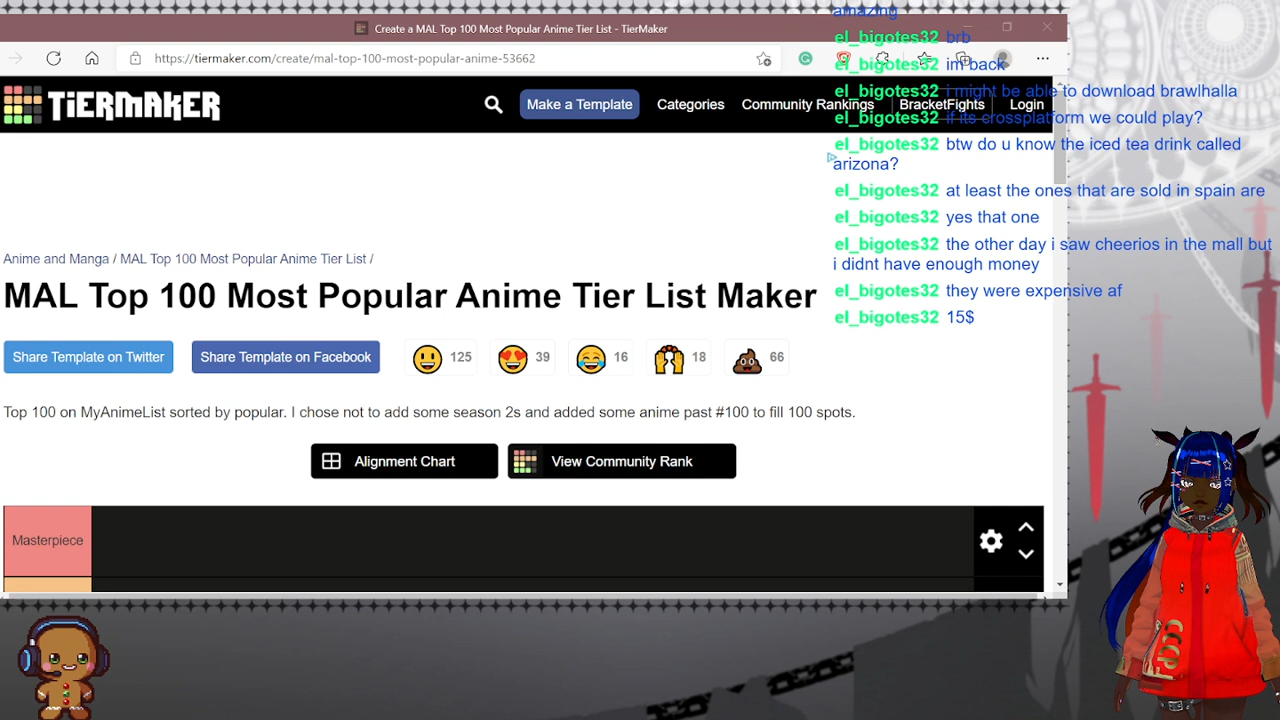 Create a MAL Top 100 Most Popular Anime Tier List - TierMaker
https://tiermaker.com/create/mal-top-100-most-popular-anime-53662
TiERMAKER
Make a Template
Categories
Community Rankings
BracketFights
Login
Anime and Manga / MAL Top 100 Most Popular Anime Tier List /
MAL Top 100 Most Popular Anime Tier List Maker
Share Template on Twitter
Share Template on Facebook
125
39
16
18
66
Top 100 on MyAnimeList sorted by popular. I chose not to add some season 2s and added some anime past #100 to fill 100 spots.
Alignment Chart
View Community Rank
Masterpiece
amazing
el_bigotes32 brb
el_bigotes32 im back
el_bigotes32 i might be able to download brawlhalla
el_bigotes32 if its crossplatform we could play?
el_bigotes32 btw do u know the iced tea drink called
arizona?
el_bigotes32 at least the ones that are sold in spain are
el_bigotes32 yes that one
el_bigotes32 the other day i saw cheerios in the mall but
i didnt have enough money
el_bigotes32 they were expensive af
el_bigotes32 15$
CCCP